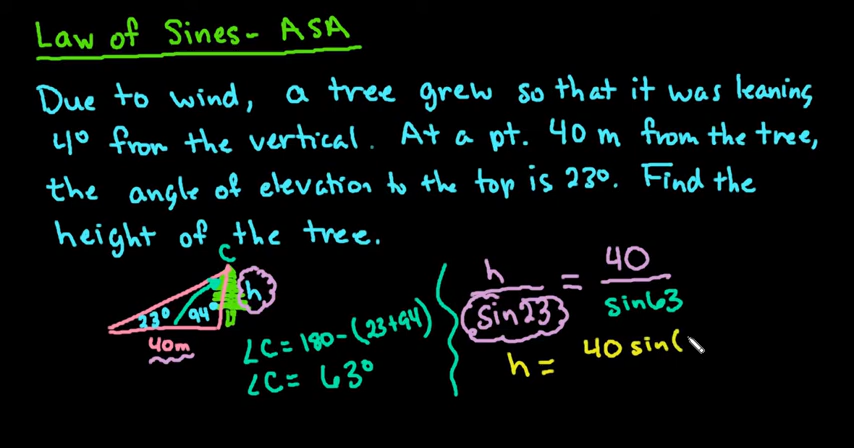 Law of Sines- ASA
Due to wind, a tree grew so that it was leaning
4° from the vertical. At a pt. 40 m from the tree,
the angle of elevation to the top is 23°. Find the
height of the tree.
C
h
23°
94°
40m
∠C = 180-(23+94)
∠C = 63°
h / sin23 = 40 / sin63
h = 40 sin(